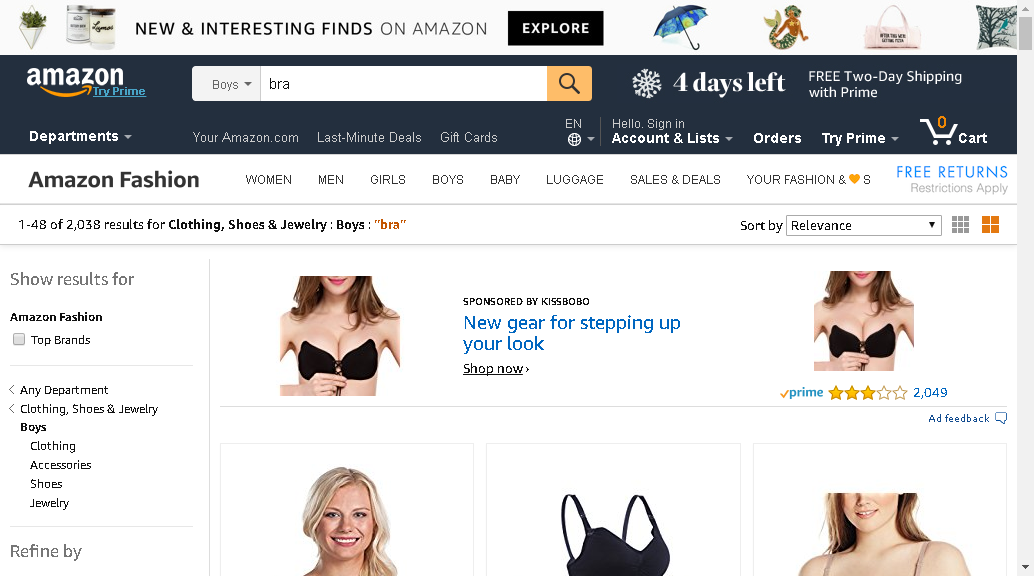 NEW & INTERESTING FINDS ON AMAZON EXPLORE
amazon
Try Prime
Boys
bra
4 days left
FREE Two-Day Shipping
with Prime
Departments
Your Amazon.com Last-Minute Deals Gift Cards
EN
Hello. Sign in
Account & Lists
Orders
Try Prime
0
Cart
Amazon Fashion
WOMEN MEN GIRLS BOYS BABY LUGGAGE SALES & DEALS YOUR FASHION & S
FREE RETURNS
Restrictions Apply
1-48 of 2,038 results for Clothing, Shoes & Jewelry : Boys : "bra"
Sort by Relevance
Show results for
Amazon Fashion
Top Brands
Any Department
Clothing, Shoes & Jewelry
Boys
Clothing
Accessories
Shoes
Jewelry
Refine by
SPONSORED BY KISSBOBO
New gear for stepping up
your look
Shop now ›
prime 2,049
Ad feedback